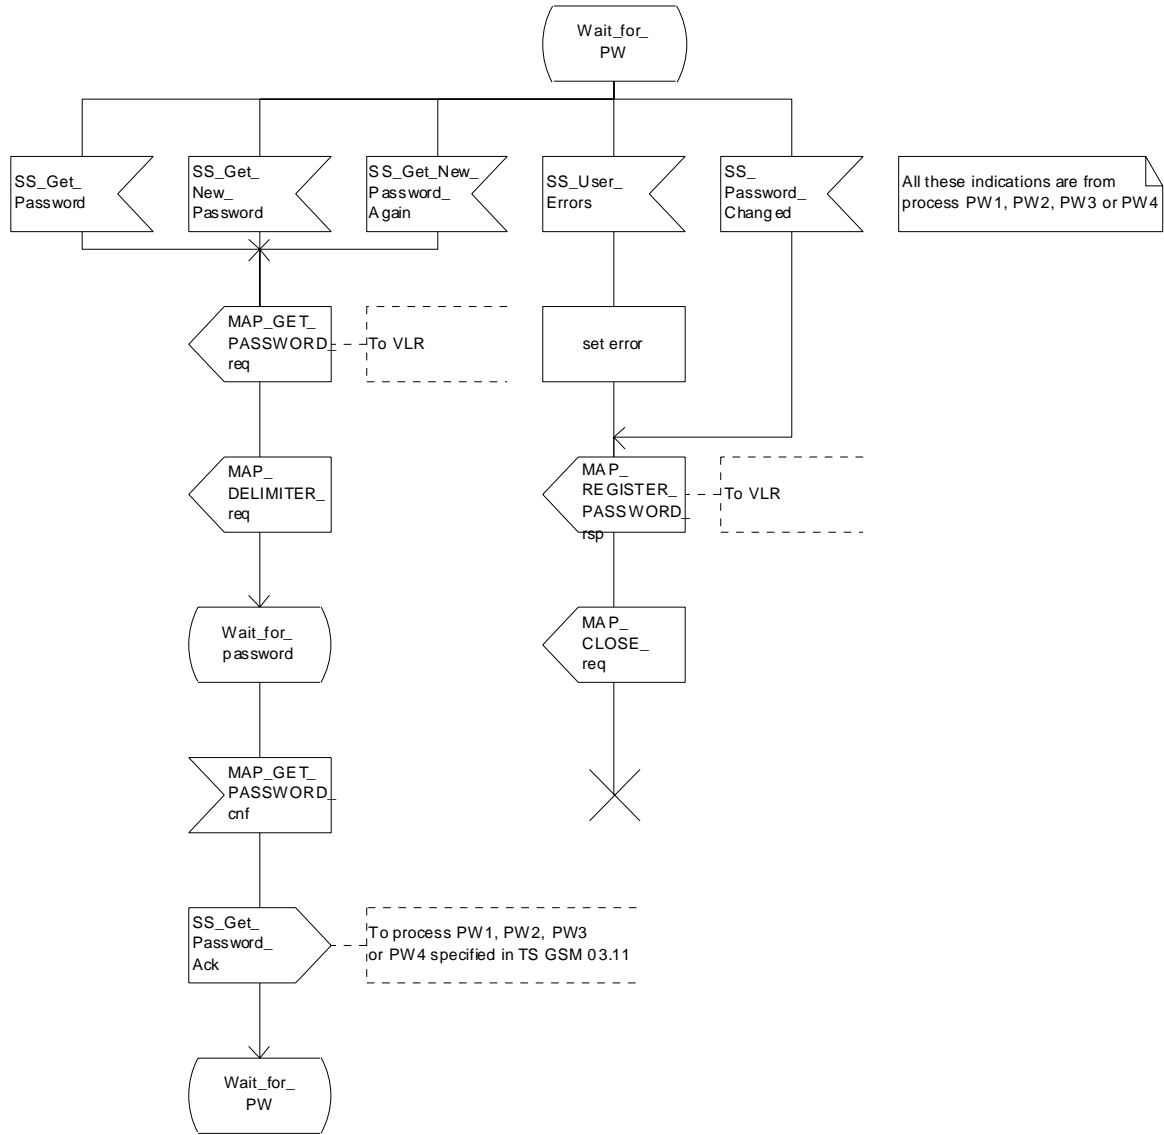 Wait_for_
PW
SS_Get_
Password
SS_Get_
New_
Password
SS_Get_New_
Password_
Again
SS_User_
Errors
SS_
Password_
Changed
All these indications are from
process PW1, PW2, PW3 or PW4
MAP_GET_
PASSWORD_
req
To VLR
set error
MAP_
DELIMITER_
req
MAP_
REGISTER_
PASSWORD_
rsp
To VLR
Wait_for_
password
MAP_
CLOSE_
req
MAP_GET_
PASSWORD_
cnf
SS_Get_
Password_
Ack
To process PW1, PW2, PW3
or PW4 specified in TS GSM 03.11
Wait_for_
PW